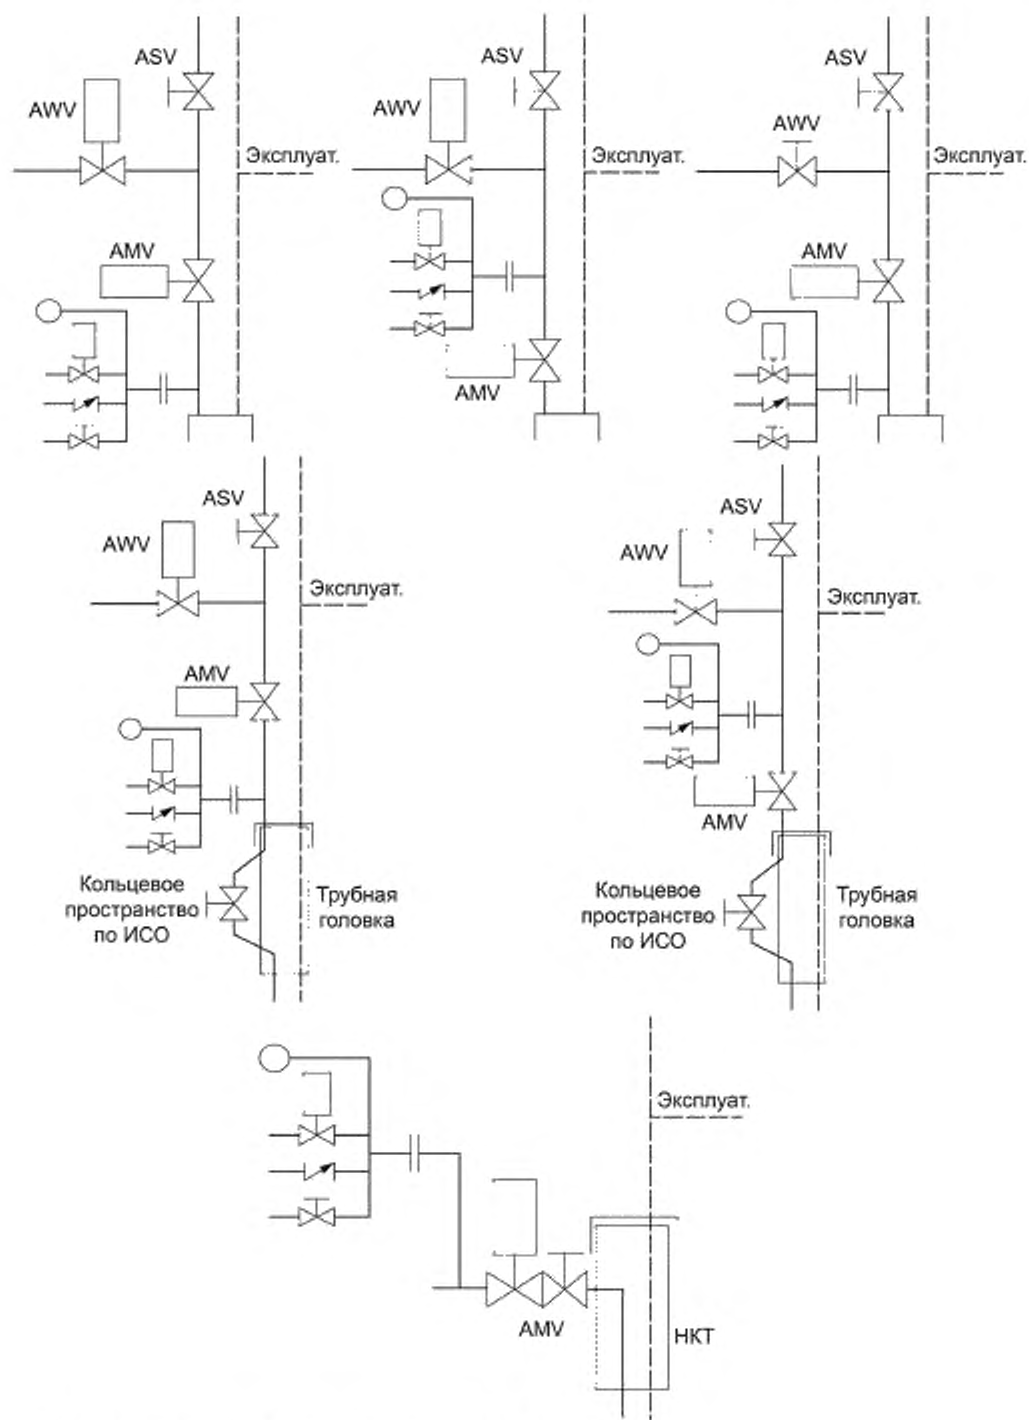 ASV
AWV
Эксплуат.
AMV
ASV
AWV
Эксплуат.
AMV
ASV
AWV
Эксплуат.
AMV
ASV
AWV
Эксплуат.
AMV
Кольцевое
пространство
по ИСО
Трубная
головка
ASV
AWV
Эксплуат.
AMV
Кольцевое
пространство
по ИСО
Трубная
головка
Эксплуат.
AMV
НКТ